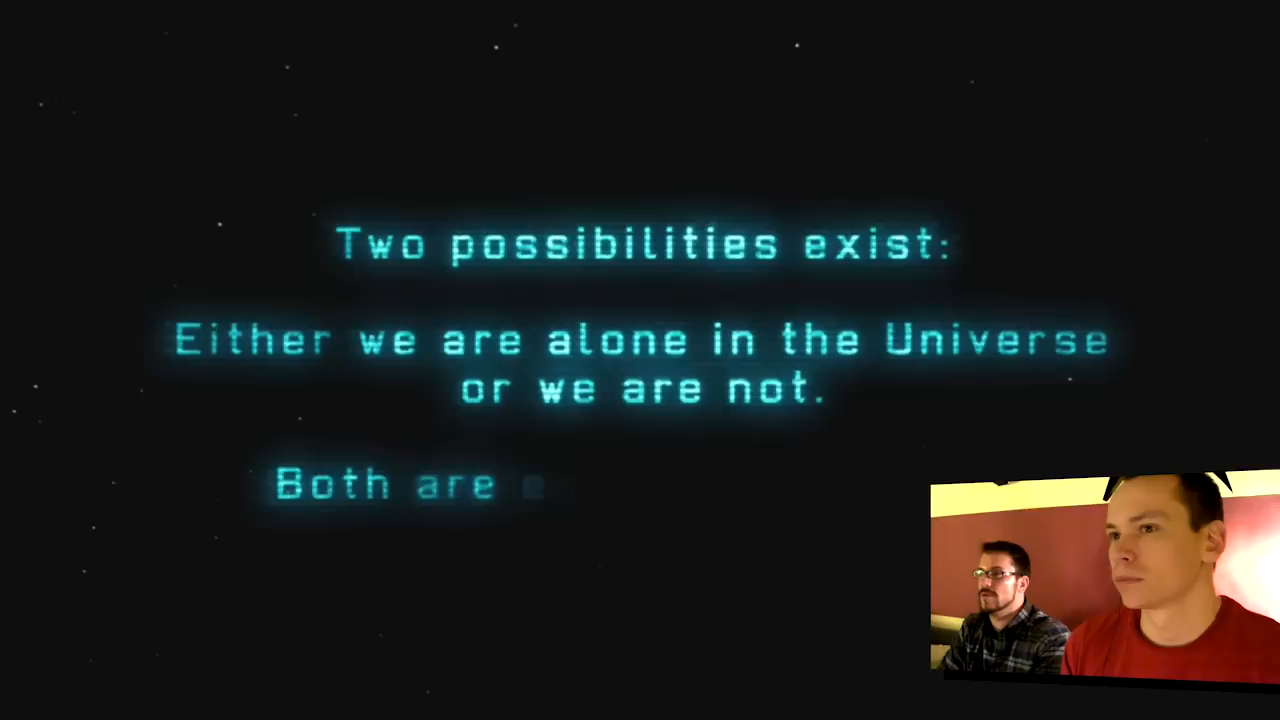 Two possibilities exist:
Either we are alone in the Universe
or we are not.
Both are